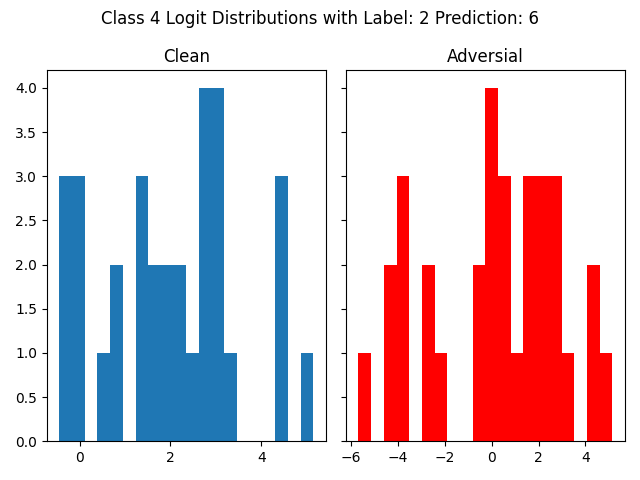 Class 4 Logit Distributions with Label: 2 Prediction: 6
Clean
Adversial
4.0
3.5
3.0
2.5
2.0
1.5
1.0
0.5
0.0
0 2 4
−6 −4 −2 0 2 4